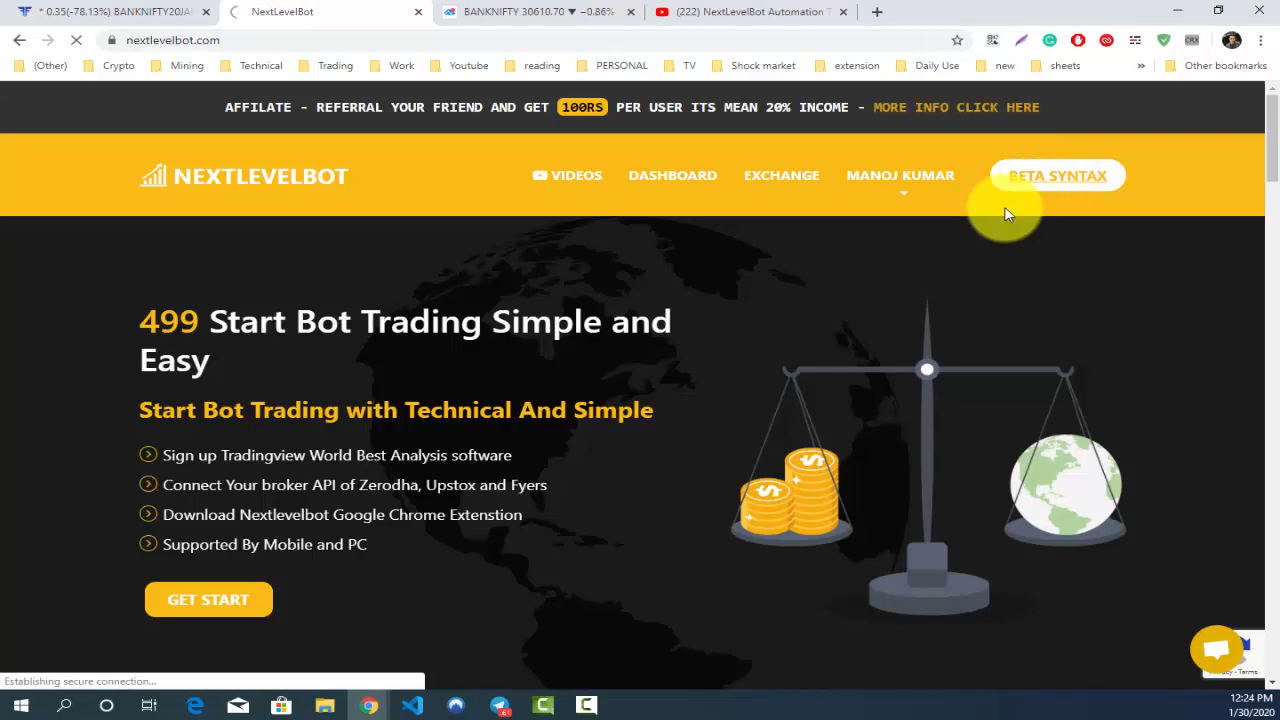 * 0.35(-78.13%) BANKNIFTY20JA
NextLevelBot
BANKNIFTY 30610.70 ▼ −0.86%
(222) NextLevelBot Automation T
nextlevelbot.com
(Other)
Crypto
Mining
Technical
Trading
Work
Youtube
reading
PERSONAL
TV
Shock market
extension
Daily Use
new
sheets
»
Other bookmarks
AFFILATE - REFERRAL YOUR FRIEND AND GET 100RS PER USER ITS MEAN 20% INCOME - MORE INFO CLICK HERE
NEXTLEVELBOT
VIDEOS
DASHBOARD
EXCHANGE
MANOJ KUMAR
BETA SYNTAX
499 Start Bot Trading Simple and
Easy
Start Bot Trading with Technical And Simple
Sign up Tradingview World Best Analysis software
Connect Your broker API of Zerodha, Upstox and Fyers
Download Nextlevelbot Google Chrome Extenstion
Supported By Mobile and PC
GET START
Privacy - Terms
Establishing secure connection...
12:24 PM
1/30/2020